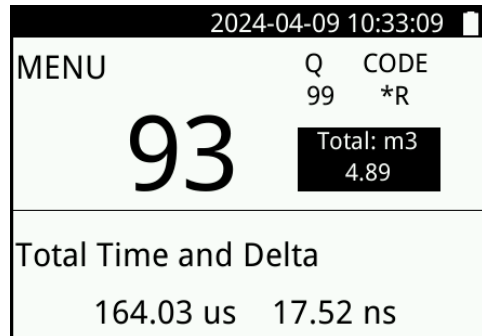 2024-04-09 10:33:09
MENU Q CODE
99 *R
93
Total: m3
4.89
Total Time and Delta
164.03 us 17.52 ns